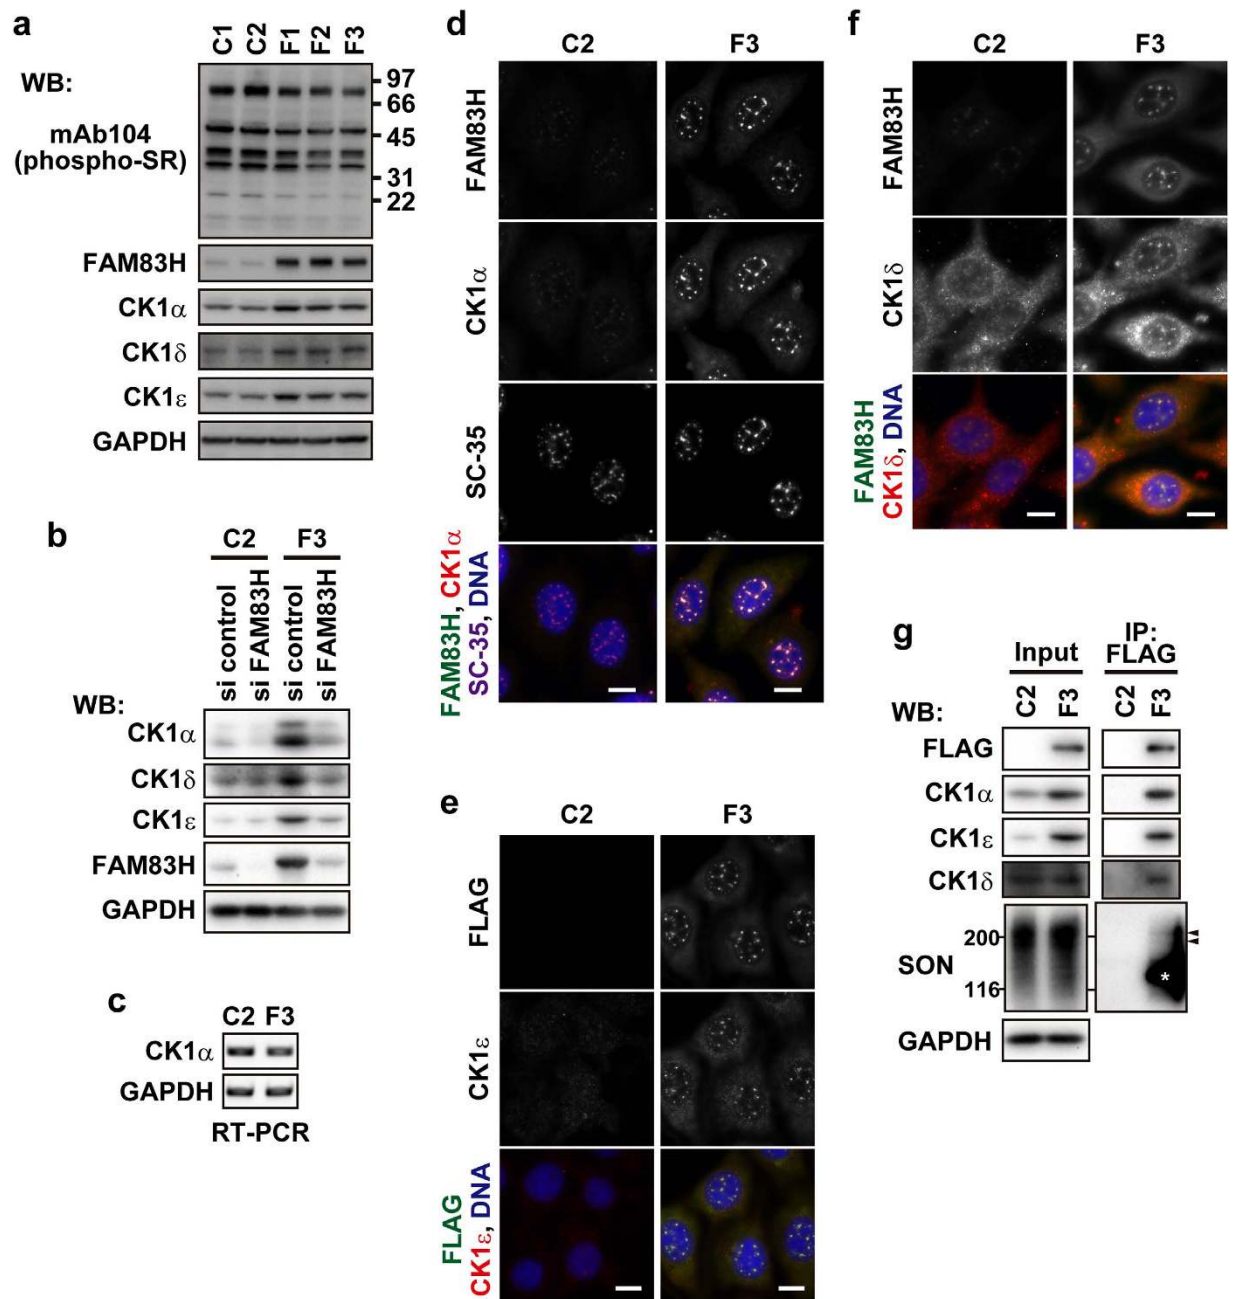 a
C1 C2 F1 F2 F3
WB:
mAb104
(phospho-SR)
97
66
45
31
22
FAM83H
CK1α
CK1δ
CK1ε
GAPDH
b
C2 F3
si control
si FAM83H
si control
si FAM83H
WB:
CK1α
CK1δ
CK1ε
FAM83H
GAPDH
c
C2 F3
CK1α
GAPDH
RT-PCR
d
C2 F3
FAM83H
CK1α
SC-35
FAM83H, CK1α
SC-35, DNA
e
C2 F3
FLAG
CK1ε
FLAG
CK1ε, DNA
f
C2 F3
FAM83H
CK1δ
FAM83H
CK1δ, DNA
g
Input
IP:
FLAG
WB:
C2 F3 C2 F3
FLAG
CK1α
CK1ε
CK1δ
SON
200
116
*
GAPDH